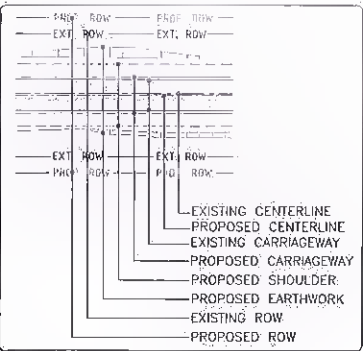 PROP ROW PROP ROW
EXT ROW EXT. ROW
EXT ROW EXT ROW
PROP ROW PRO ROW
EXISTING CENTERLINE
PROPOSED CENTERLINE
EXISTING CARRIAGEWAY
PROPOSED CARRIAGEWAY
PROPOSED SHOULDER
PROPOSED EARTHWORK
EXISTING ROW
PROPOSED ROW